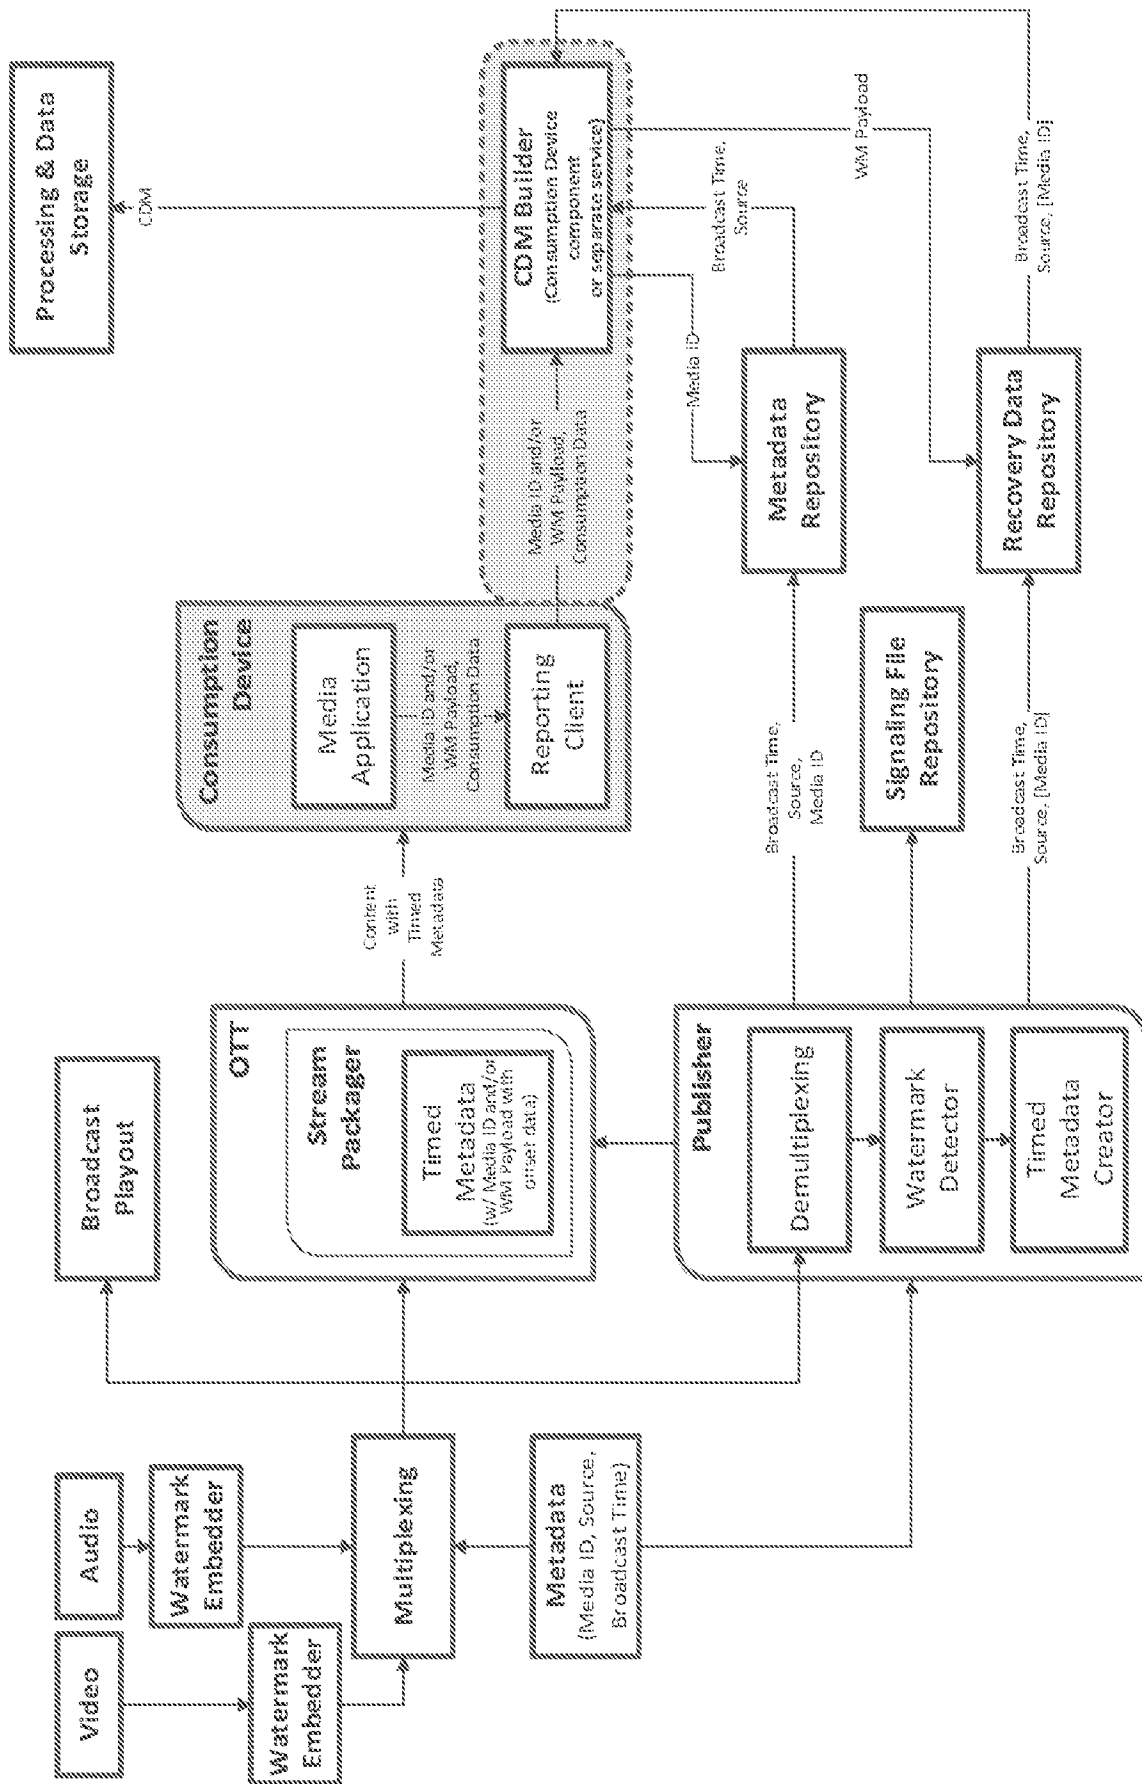 Video
Audio
Watermark
Embedder
Watermark
Embedder
Multiplexing
Metadata
(Media ID, Source,
Broadcast Time)
Broadcast
Playout
OTT
Stream
Packager
Timed
Metadata
(w/ Media ID and/or
WM Payload with
offset data)
Publisher
Demultiplexing
Watermark
Detector
Timed
Metadata
Creator
Content
with
Timed
Metadata
Consumption
Device
Media
Application
Media ID and/or
WM Payload,
Consumption Data
Reporting
Client
Broadcast Time,
Source,
Media ID
Signaling File
Repository
Broadcast Time,
Source, [Media ID]
Processing & Data
Storage
CDM
CDM Builder
(Consumption Device
component
or separate service)
Media ID and/or
WM Payload,
Consumption Data
Media ID
Broadcast Time,
Source
Metadata
Repository
WM Payload
Recovery Data
Repository
Broadcast Time,
Source, [Media ID]